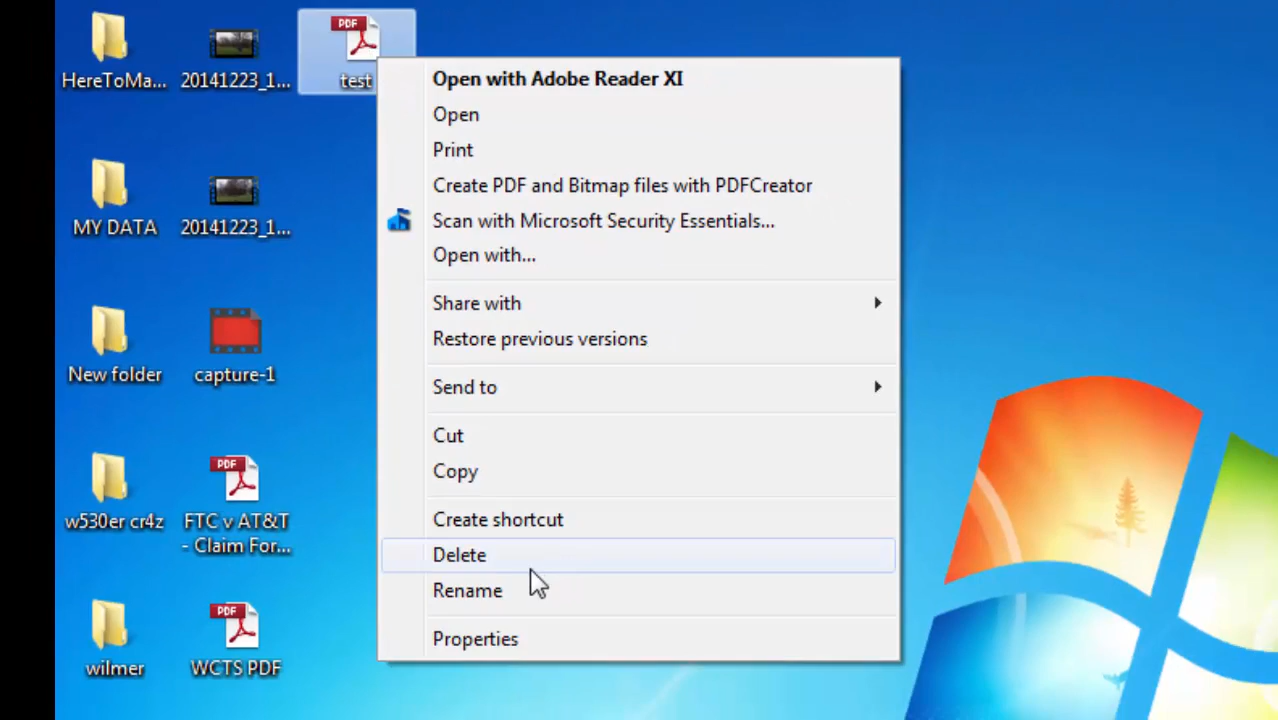 HereToMa...
20141223_1...
PDF
test
MY DATA
20141223_1...
New folder
capture-1
w530er cr4z
PDF
FTC v AT&T
- Claim For...
wilmer
PDF
WCTS PDF
Open with Adobe Reader XI
Open
Print
Create PDF and Bitmap files with PDFCreator
Scan with Microsoft Security Essentials...
Open with...
Share with
Restore previous versions
Send to
Cut
Copy
Create shortcut
Delete
Rename
Properties